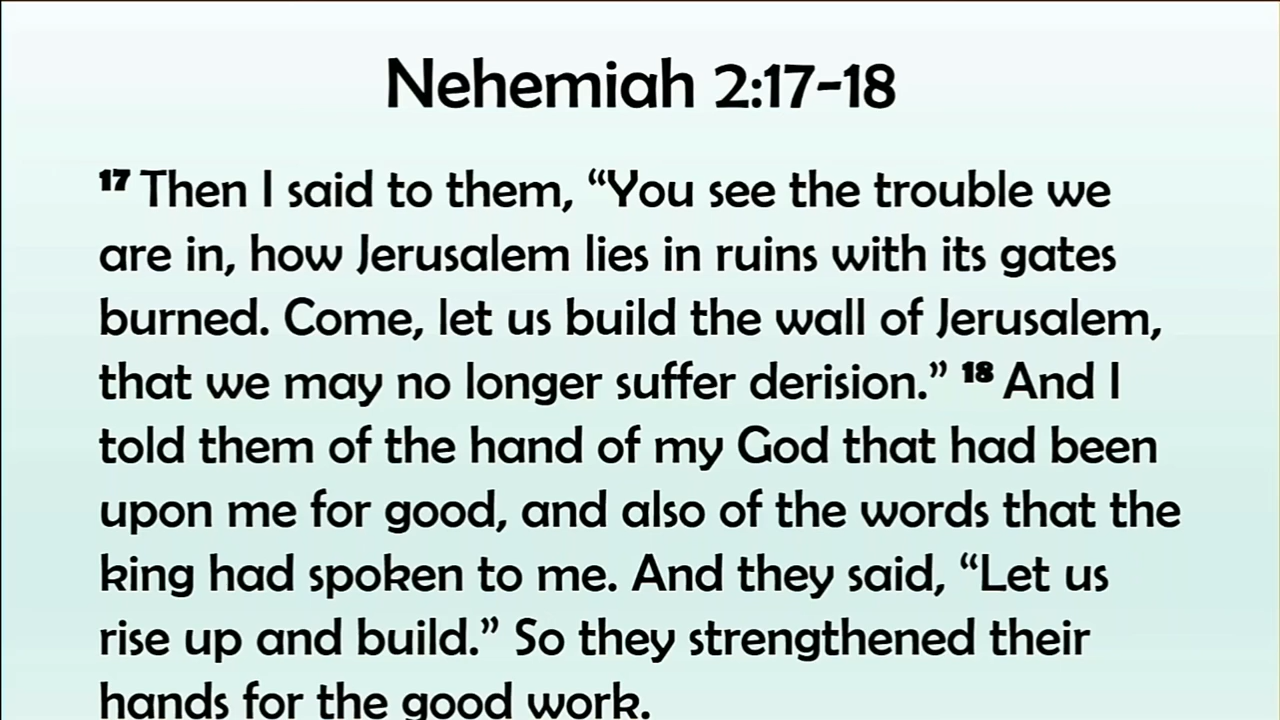 Nehemiah 2:17-18
17 Then I said to them, “You see the trouble we
are in, how Jerusalem lies in ruins with its gates
burned. Come, let us build the wall of Jerusalem,
that we may no longer suffer derision.” 18 And I
told them of the hand of my God that had been
upon me for good, and also of the words that the
king had spoken to me. And they said, “Let us
rise up and build.” So they strengthened their
hands for the good work.